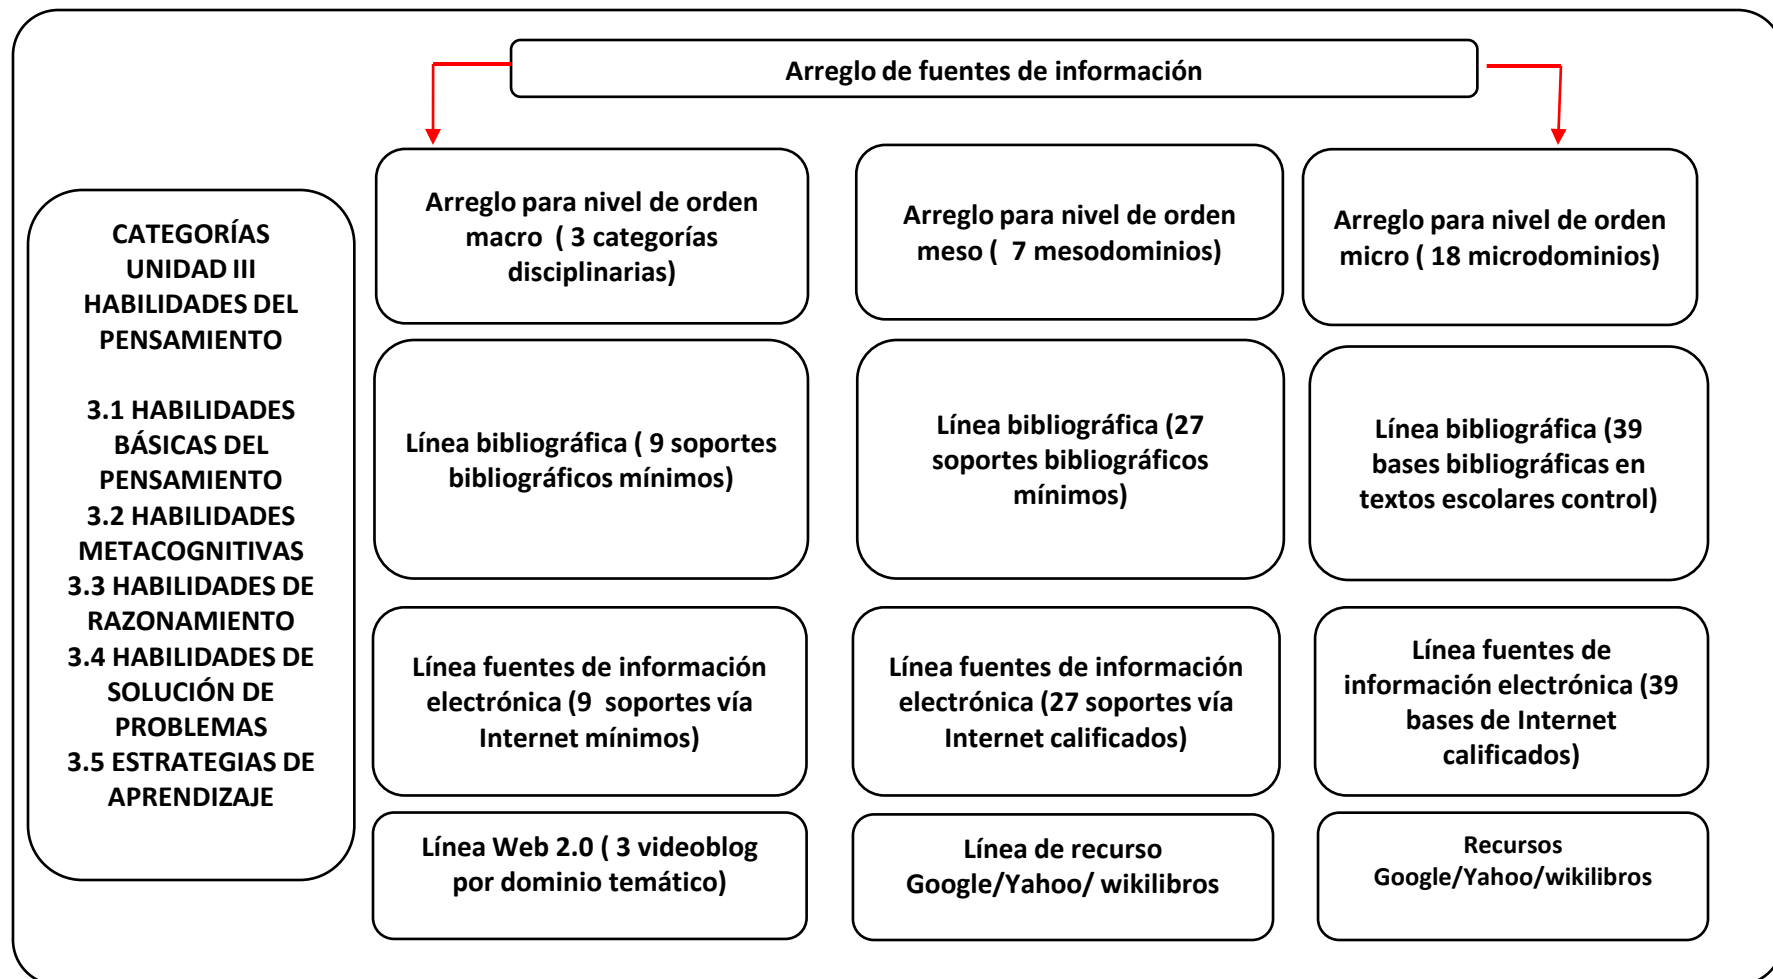 Arreglo de fuentes de información
CATEGORÍAS
UNIDAD III
HABILIDADES DEL
PENSAMIENTO
3.1 HABILIDADES
BÁSICAS DEL
PENSAMIENTO
3.2 HABILIDADES
METACOGNITIVAS
3.3 HABILIDADES DE
RAZONAMIENTO
3.4 HABILIDADES DE
SOLUCIÓN DE
PROBLEMAS
3.5 ESTRATEGIAS DE
APRENDIZAJE
Arreglo para nivel de orden
macro ( 3 categorías
disciplinarias)
Arreglo para nivel de orden
meso ( 7 mesodominios)
Arreglo para nivel de orden
micro ( 18 microdominios)
Línea bibliográfica ( 9 soportes
bibliográficos mínimos)
Línea bibliográfica (27
soportes bibliográficos
mínimos)
Línea bibliográfica (39
bases bibliográficas en
textos escolares control)
Línea fuentes de información
electrónica (9 soportes vía
Internet mínimos)
Línea fuentes de información
electrónica (27 soportes vía
Internet calificados)
Línea fuentes de
información electrónica (39
bases de Internet
calificados)
Línea Web 2.0 ( 3 videoblog
por dominio temático)
Línea de recurso
Google/Yahoo/ wikilibros
Recursos
Google/Yahoo/wikilibros